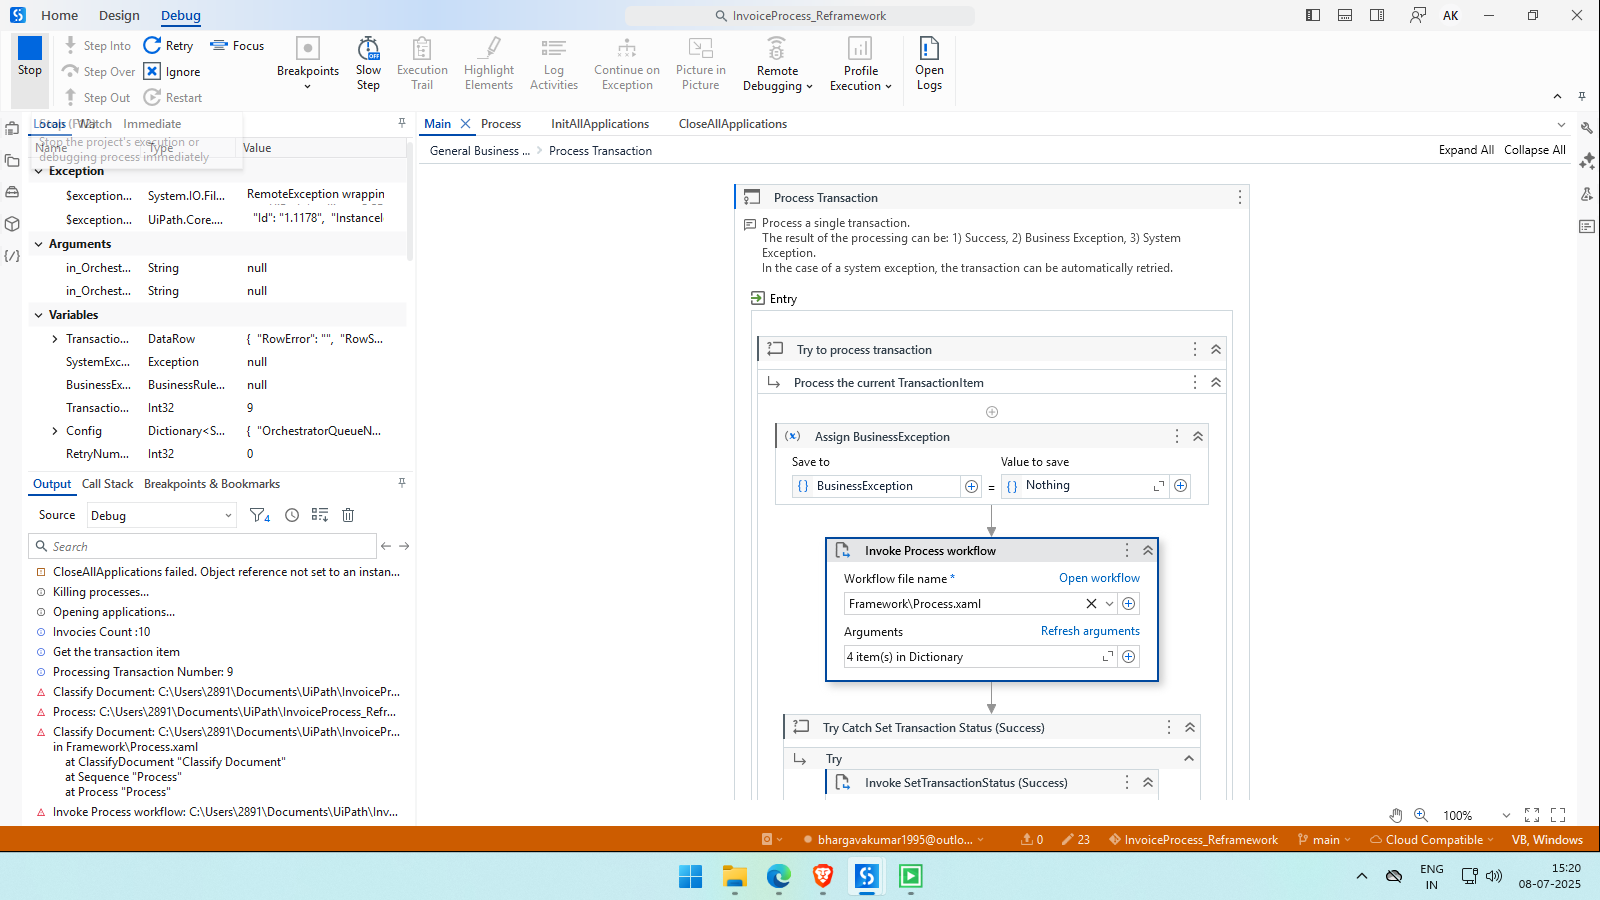 Home
Design
Debug
InvoiceProcess_Reframework
AK
Stop
Step Into
Step Over
Step Out
Retry
Ignore
Restart
Focus
Breakpoints
Slow
Step
Execution
Trail
Highlight
Elements
Log
Activities
Continue on
Exception
Picture in
Picture
Remote
Debugging
Profile
Execution
Open
Logs
Locals
Watch
Immediate
Stop the project's execution or
debugging process immediately
Name
Type
Value
Exception
$exception...
System.IO.Fil...
RemoteException wrappin
$exception...
UiPath.Core....
"Id": "1.1178", "InstanceI
Arguments
in_Orchest...
String
null
in_Orchest...
String
null
Variables
Transactio...
DataRow
{ "RowError": "", "RowS...
SystemExc...
Exception
null
BusinessEx...
BusinessRule...
null
Transactio...
Int32
9
Config
Dictionary<S...
{ "OrchestratorQueueN...
RetryNum...
Int32
0
Output
Call Stack
Breakpoints & Bookmarks
Source
Debug
4
Search
CloseAllApplications failed. Object reference not set to an instan...
Killing processes...
Opening applications...
Invocies Count :10
Get the transaction item
Processing Transaction Number: 9
Classify Document: C:\Users\2891\Documents\UiPath\InvoicePr...
Process: C:\Users\2891\Documents\UiPath\InvoiceProcess_Refr...
Classify Document: C:\Users\2891\Documents\UiPath\InvoicePr...
in Framework\Process.xaml
at ClassifyDocument "Classify Document"
at Sequence "Process"
at Process "Process"
Invoke Process workflow: C:\Users\2891\Documents\UiPath\Inv...
Main
Process
InitAllApplications
CloseAllApplications
General Business ...
Process Transaction
Expand All
Collapse All
Process Transaction
Process a single transaction.
The result of the processing can be: 1) Success, 2) Business Exception, 3) System
Exception.
In the case of a system exception, the transaction can be automatically retried.
Entry
Try to process transaction
Process the current TransactionItem
Assign BusinessException
Save to
Value to save
BusinessException
=
Nothing
Invoke Process workflow
Workflow file name *
Open workflow
Framework\Process.xaml
Arguments
Refresh arguments
4 item(s) in Dictionary
Try Catch Set Transaction Status (Success)
Try
Invoke SetTransactionStatus (Success)
100%
bhargavakumar1995@outlo...
0
23
InvoiceProcess_Reframework
main
Cloud Compatible
VB, Windows
ENG
IN
15:20
08-07-2025